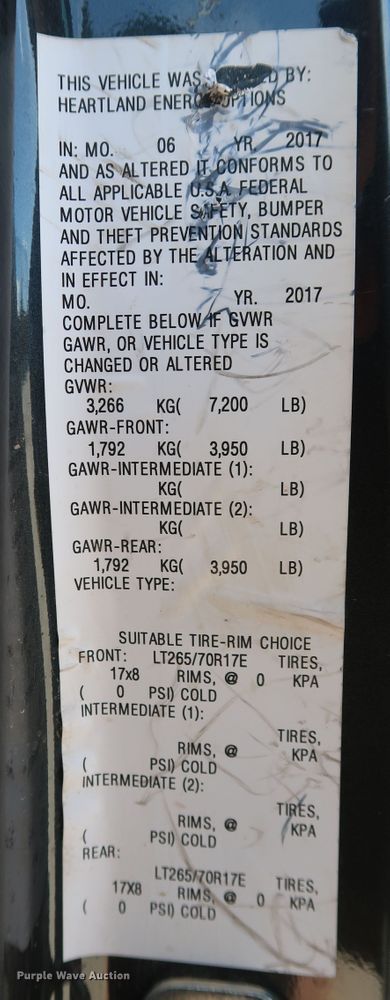 THIS VEHICLE WAS D BY:
HEARTLAND ENERGY OPTIONS
IN: MO. 06 YR. 2017
AND AS ALTERED IT CONFORMS TO
ALL APPLICABLE U.S.A. FEDERAL
MOTOR VEHICLE SAFETY, BUMPER
AND THEFT PREVENTION STANDARDS
AFFECTED BY THE ALTERATION AND
IN EFFECT IN:
MO. YR. 2017
COMPLETE BELOW IF GVWR
GAWR, OR VEHICLE TYPE IS
CHANGED OR ALTERED
GVWR:
3,266 KG( 7,200 LB)
GAWR-FRONT:
1,792 KG( 3,950 LB)
GAWR-INTERMEDIATE (1):
KG( LB)
GAWR-INTERMEDIATE (2):
KG( LB)
GAWR-REAR:
1,792 KG( 3,950 LB)
VEHICLE TYPE:
SUITABLE TIRE-RIM CHOICE
FRONT: LT265/70R17E TIRES,
17x8 RIMS, @ 0 KPA
( 0 PSI) COLD
INTERMEDIATE (1):
TIRES,
RIMS, @ KPA
( PSI) COLD
INTERMEDIATE (2):
TIRES,
RIMS, @ KPA
( PSI) COLD
REAR:
LT265/70R17E TIRES,
17X8 RIMS, @ 0 KPA
( 0 PSI) COLD
Purple Wave Auction